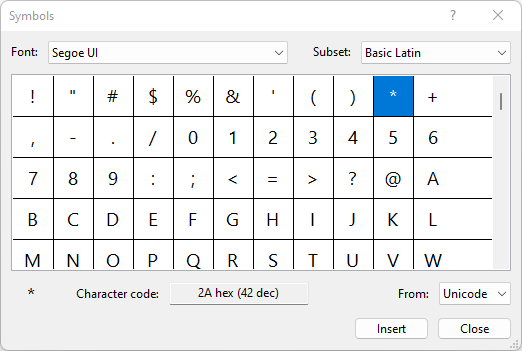 Symbols ?
Font: Segoe UI Subset: Basic Latin
! " # $ % & ' ( ) * +
, - . / 0 1 2 3 4 5 6
7 8 9 : ; < = > ? @ A
B C D E F G H I J K L
M N O P Q R S T U V W
* Character code: 2A hex (42 dec) From: Unicode
Insert Close